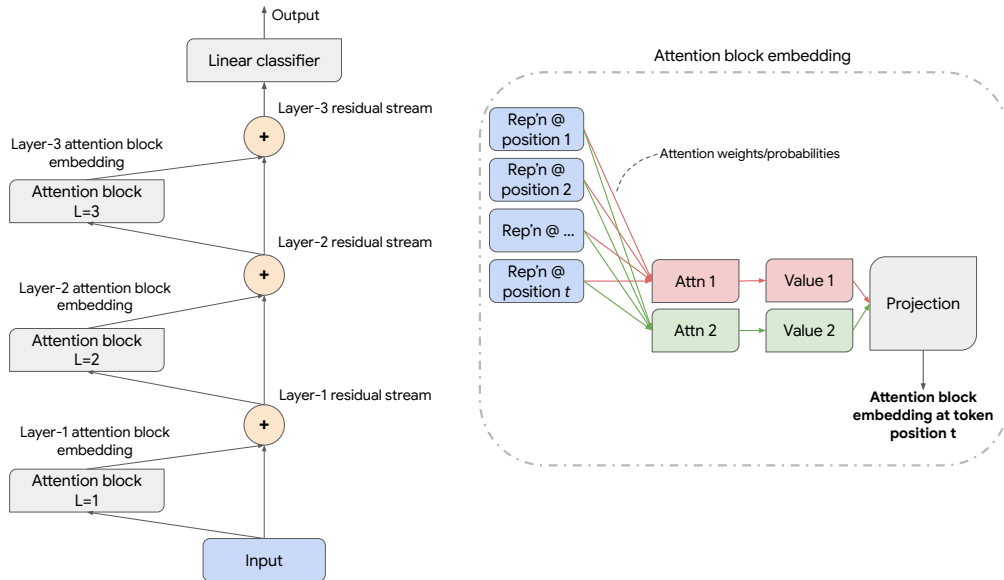 Output
Linear classifier
Layer-3 residual stream
+
Layer-3 attention block
embedding
Attention block
L=3
Layer-2 residual stream
+
Layer-2 attention block
embedding
Attention block
L=2
Layer-1 residual stream
+
Layer-1 attention block
embedding
Attention block
L=1
Input
Attention block embedding
Rep'n @
position 1
Attention weights/probabilities
Rep'n @
position 2
Rep'n @ ...
Rep'n @
position t
Attn 1
Value 1
Attn 2
Value 2
Projection
Attention block
embedding at token
position t